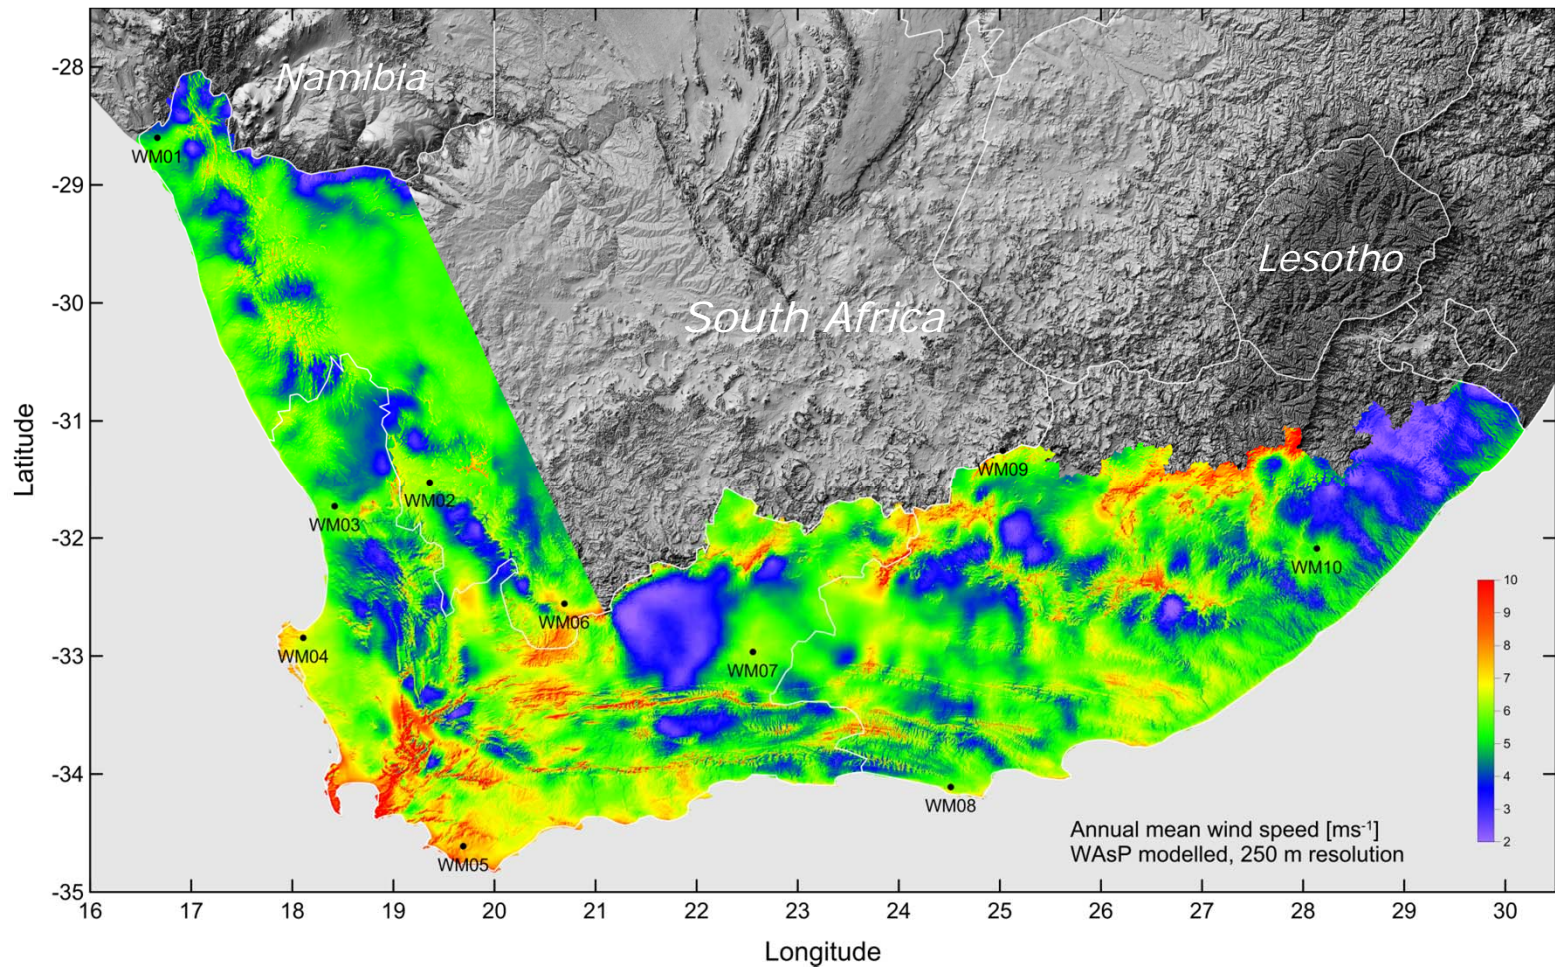 Namibia
South Africa
Lesotho
WM01
WM02
WM03
WM04
WM05
WM06
WM07
WM08
WM09
WM10
-28
-29
-30
-31
-32
-33
-34
-35
Latitude
16 17 18 19 20 21 22 23 24 25 26 27 28 29 30
Longitude
10
9
8
7
6
5
4
3
2
Annual mean wind speed [ms⁻¹]
WAsP modelled, 250 m resolution